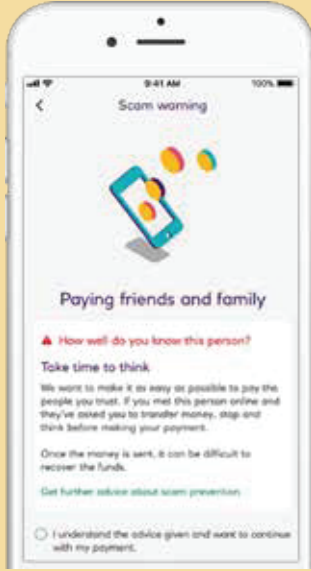 9:41 AM 100%
Scam warning
Paying friends and family
How well do you know this person?
Take time to think
We want to make it as easy as possible to pay the
people you trust. If you met this person online and
they've asked you to transfer money, stop and
think before making your payment.
Once the money is sent, it can be difficult to
recover the funds.
Get further advice about scam prevention.
I understand the advice given and want to continue
with my payment.